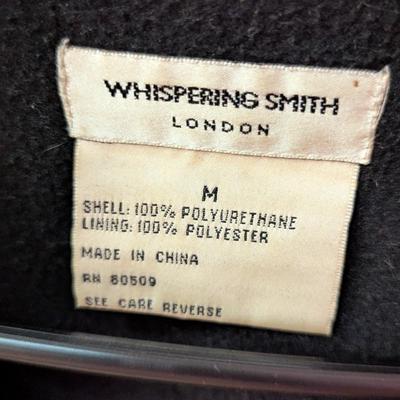 WHISPERING SMITH
LONDON
M
SHELL: 100% POLYURETHANE
LINING: 100% POLYESTER
MADE IN CHINA
RN 80509
SEE CARE REVERSE